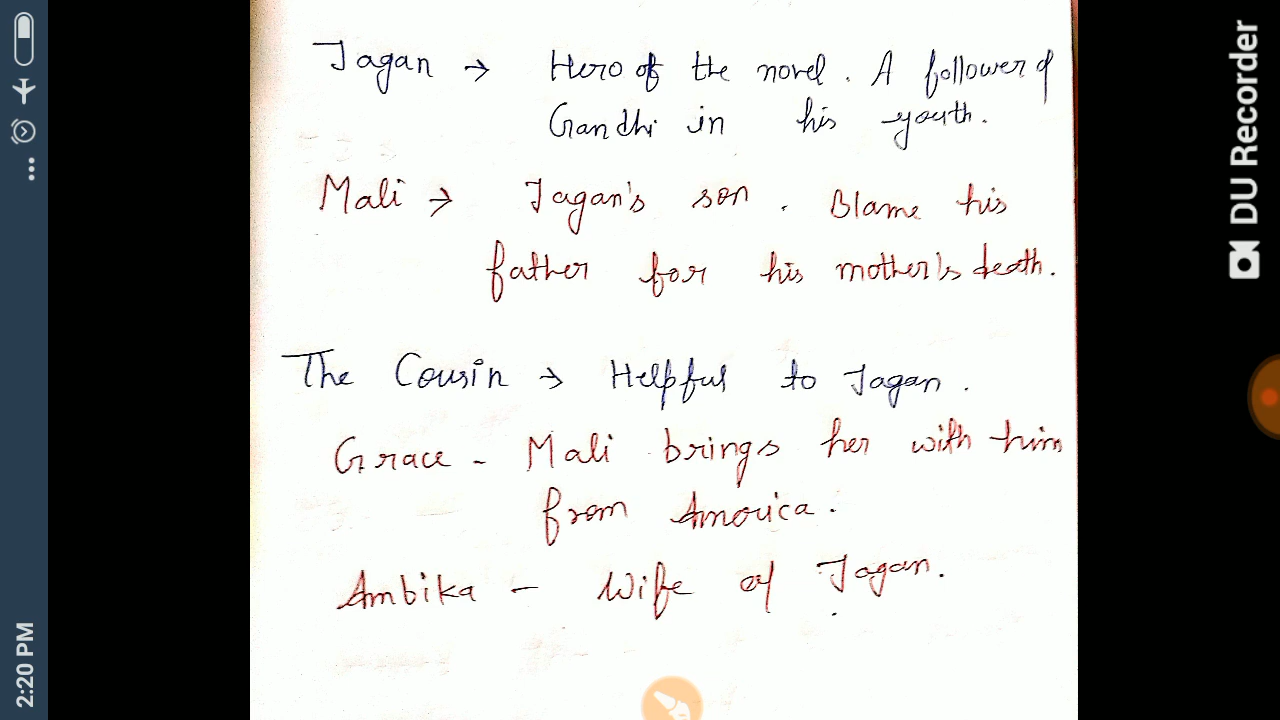 Jagan → Hero of the novel. A follower of
Gandhi in his youth.
Mali → Jagan's son. Blame his
father for his mother's death.
The Cousin → Helpful to Jagan.
Grace - Mali brings her with him
from America.
Ambika - Wife of Jagan.
2:20 PM
DU Recorder